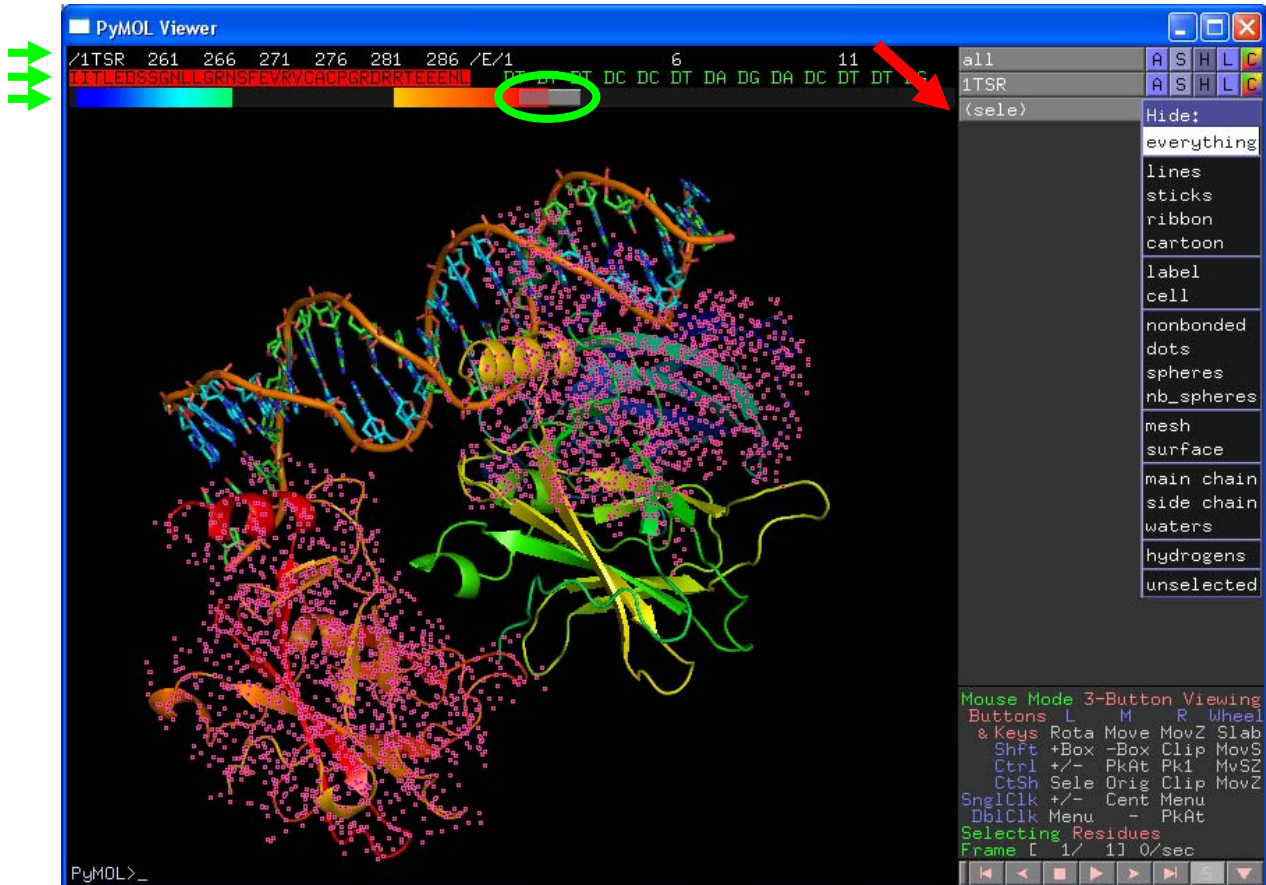 PyMOL Viewer
/1TSR 261 266 271 276 281 286 /E/1 6 11
IITLEDSSGNLLGRNSFEVRVCACPGRDRRTEEENL DT DT DT DC DC DT DA DG DA DC DT DT
all A S H L C
1TSR A S H L C
(sele)
Hide:
everything
lines
sticks
ribbon
cartoon
label
cell
nonbonded
dots
spheres
nb_spheres
mesh
surface
main chain
side chain
waters
hydrogens
unselected
Mouse Mode 3-Button Viewing
Buttons L M R Wheel
& Keys Rota Move MovZ Slab
Shft +Box -Box Clip MovS
Ctrl +/- PkAt Pk1 MvSZ
CtSh Sele Orig Clip MovZ
SnglClk +/- Cent Menu
DblClk Menu - PkAt
Selecting Residues
Frame [ 1/ 1] 0/sec
PyMOL>_
S